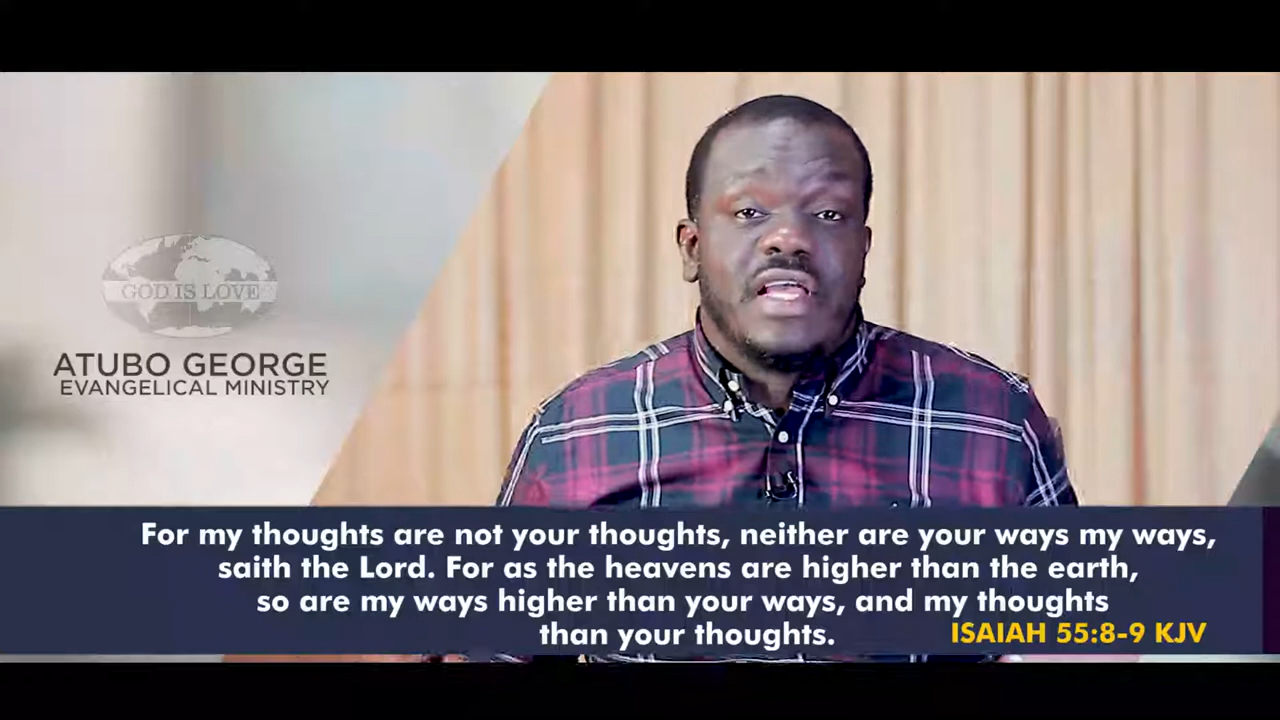 GOD IS LOVE
ATUBO GEORGE
EVANGELICAL MINISTRY
For my thoughts are not your thoughts, neither are your ways my ways,
saith the Lord. For as the heavens are higher than the earth,
so are my ways higher than your ways, and my thoughts
than your thoughts.
ISAIAH 55:8-9 KJV